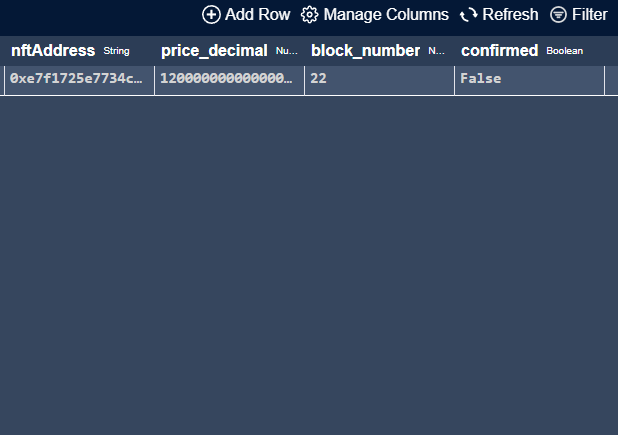 Add Row Manage Columns Refresh Filter
nftAddress String price_decimal Nu... block_number N... confirmed Boolean
0xe7f1725e7734c...120000000000000... 22 False